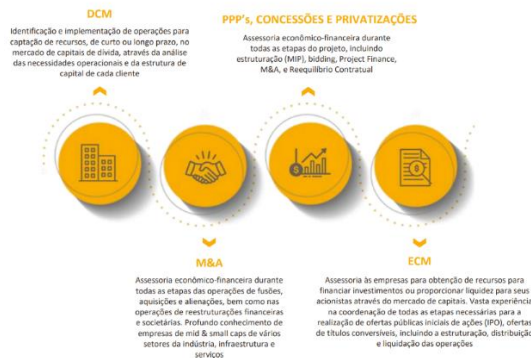 DCM
Identificação e implementação de operações para
captação de recursos, de curto ou longo prazo, no
mercado de capitais de dívida, através da análise
das necessidades operacionais e da estrutura de
capital de cada cliente
PPP's, CONCESSÕES E PRIVATIZAÇÕES
Assessoria econômico-financeira durante
todas as etapas do projeto, incluindo
estruturação (MIP), bidding, Project Finance,
M&A, e Reequilíbrio Contratual
M&A
Assessoria econômico-financeira durante
todas as etapas das operações de fusões,
aquisições e alienações, bem como nas
operações de reestruturações financeiras
e societárias. Profundo conhecimento de
empresas de mid & small caps de vários
setores da indústria, infraestrutura e
serviços
ECM
Assessoria às empresas para obtenção de recursos para
financiar investimentos ou proporcionar liquidez para seus
acionistas através do mercado de capitais. Vasta experiência
na coordenação de todas as etapas necessárias para a
realização de ofertas públicas iniciais de ações (IPO), ofertas
de títulos conversíveis, incluindo a estruturação, distribuição
e liquidação das operações